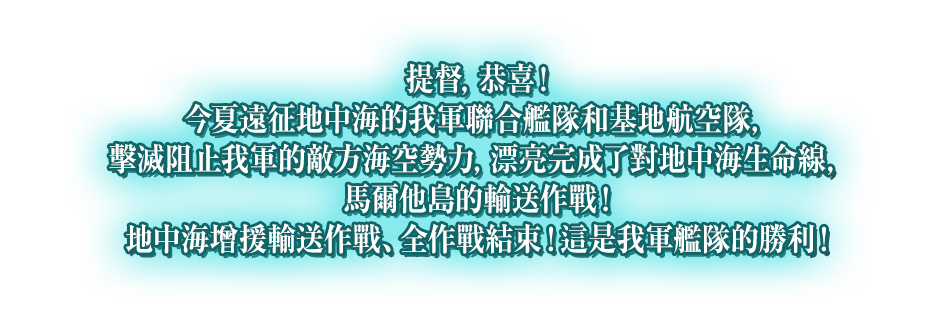 提督，恭喜！
今夏遠征地中海的我軍聯合艦隊和基地航空隊，
擊滅阻止我軍的敵方海空勢力，漂亮完成了對地中海生命線，
馬爾他島的輸送作戰！
地中海增援輸送作戰、全作戰結束！這是我軍艦隊的勝利！